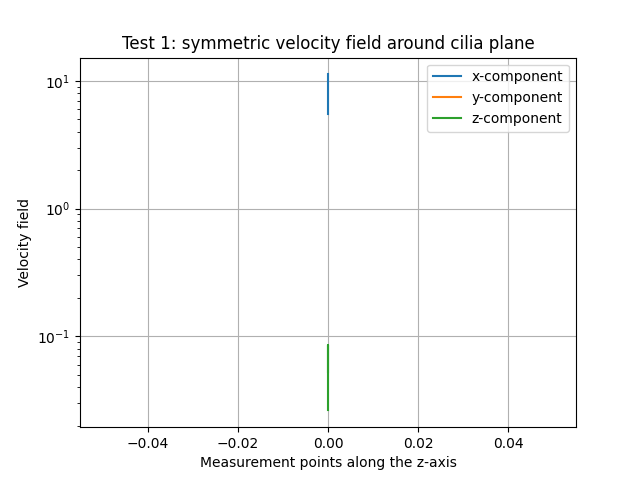 Test 1: symmetric velocity field around cilia plane
x-component
y-component
z-component
10¹
10⁰
10⁻¹
Velocity field
−0.04
−0.02
0.00
0.02
0.04
Measurement points along the z-axis